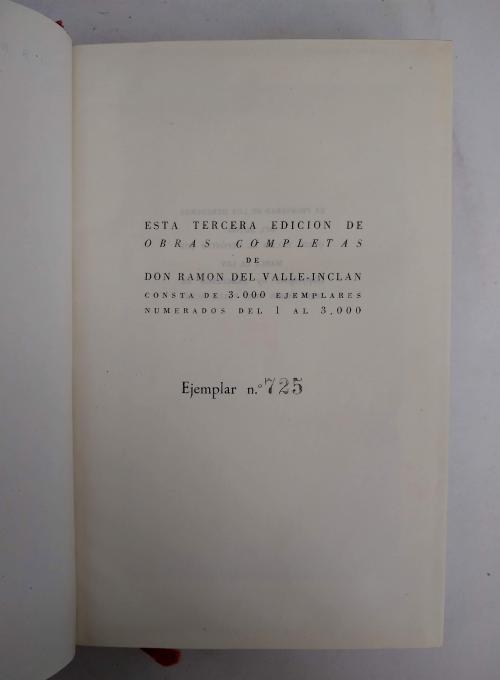 ESTA TERCERA EDICION DE
OBRAS COMPLETAS
DE
DON RAMON DEL VALLE-INCLAN
CONSTA DE 3.000 EJEMPLARES
NUMERADOS DEL 1 AL 3.000
Ejemplar n.º 725